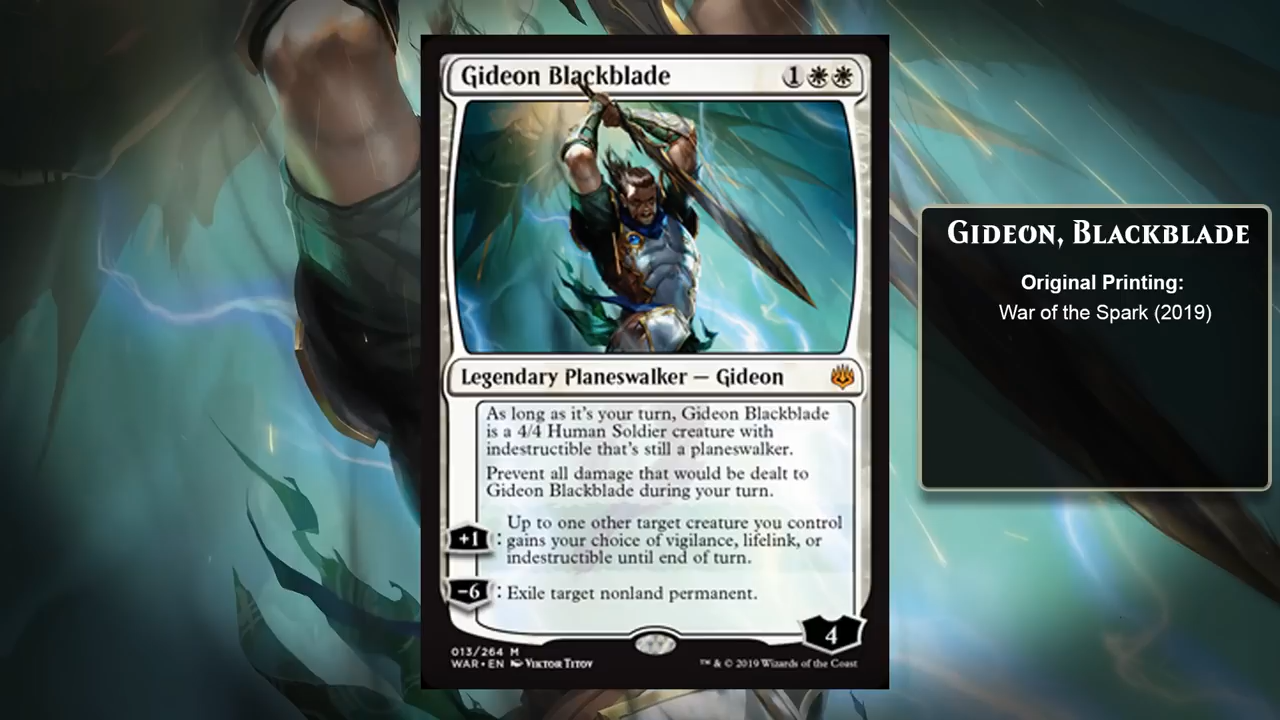 Gideon Blackblade 1
Legendary Planeswalker — Gideon
As long as it's your turn, Gideon Blackblade
is a 4/4 Human Soldier creature with
indestructible that's still a planeswalker.
Prevent all damage that would be dealt to
Gideon Blackblade during your turn.
+1: Up to one other target creature you control
gains your choice of vigilance, lifelink, or
indestructible until end of turn.
−6: Exile target nonland permanent.
4
013/264 M
WAR • EN Viktor Titov
™ & © 2019 Wizards of the Coast
Gideon, Blackblade
Original Printing:
War of the Spark (2019)